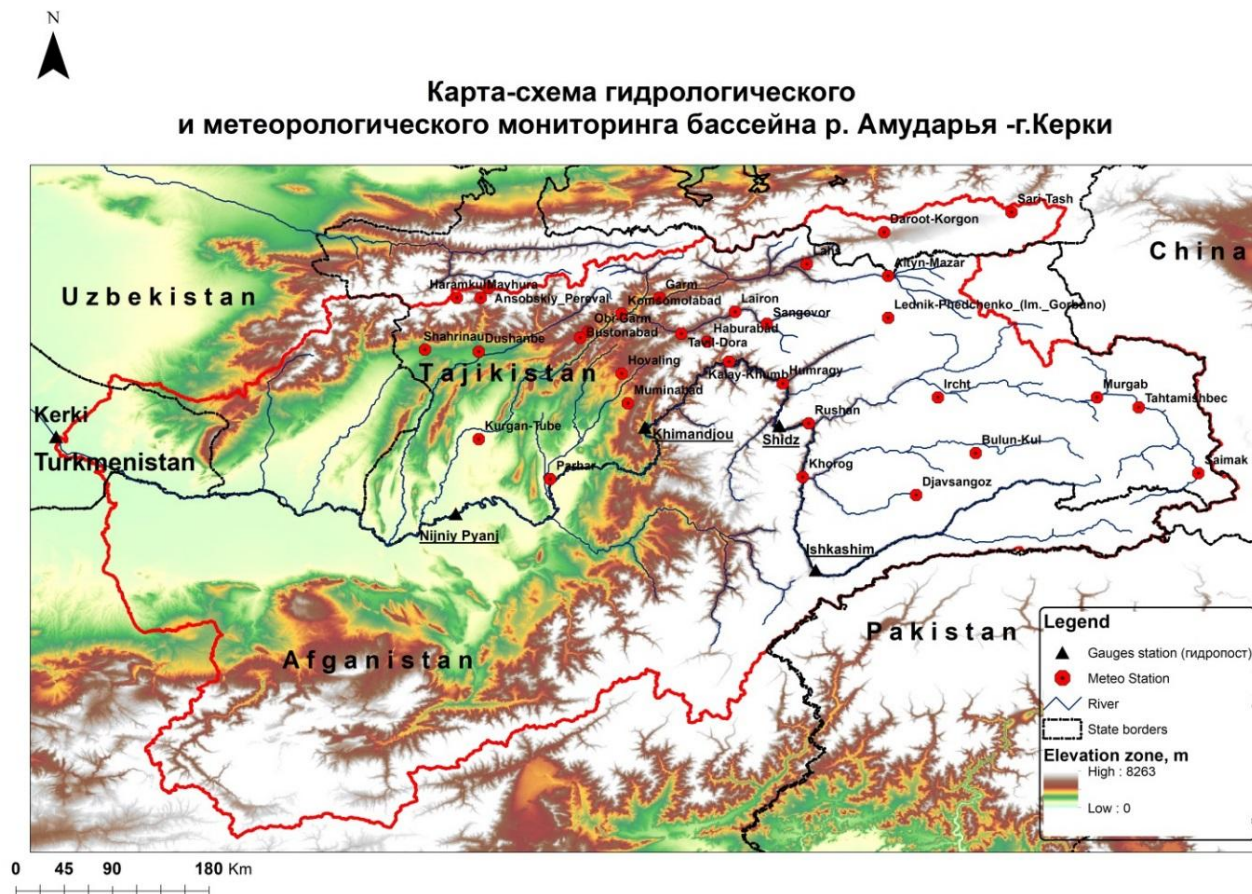 N
Карта-схема гидрологического
и метеорологического мониторинга бассейна р. Амударья -г.Керки
Sari-Tash
Daroot-Korgon
China
Lahs
Altyn-Mazar
Uzbekistan
Haramkul
Mayhura
Ansobskiy_Pereval
Garm
Komsomolabad
Lairon
Sangovor
Lednik-Phedchenko_(Im._Gorbuno)
Obi-Garm
Bustonabad
Haburabad
Tavil-Dora
Shahrinau
Dushanbe
Tajikistan
Hovaling
Kalay-Khumb
Humragy
Muminabad
Ircht
Murgab
Tahtamishbec
Kerki
Rushan
Khimandjou
Shidz
Kurgan-Tube
Bulun-Kul
Turkmenistan
Parhar
Khorog
Saimak
Djavsangoz
Nijniy Pyanj
Ishkashim
Pakistan
Afganistan
Legend
Gauges station (гидропост)
Meteo Station
River
State borders
Elevation zone, m
High : 8263
Low : 0
0 45 90 180 Km